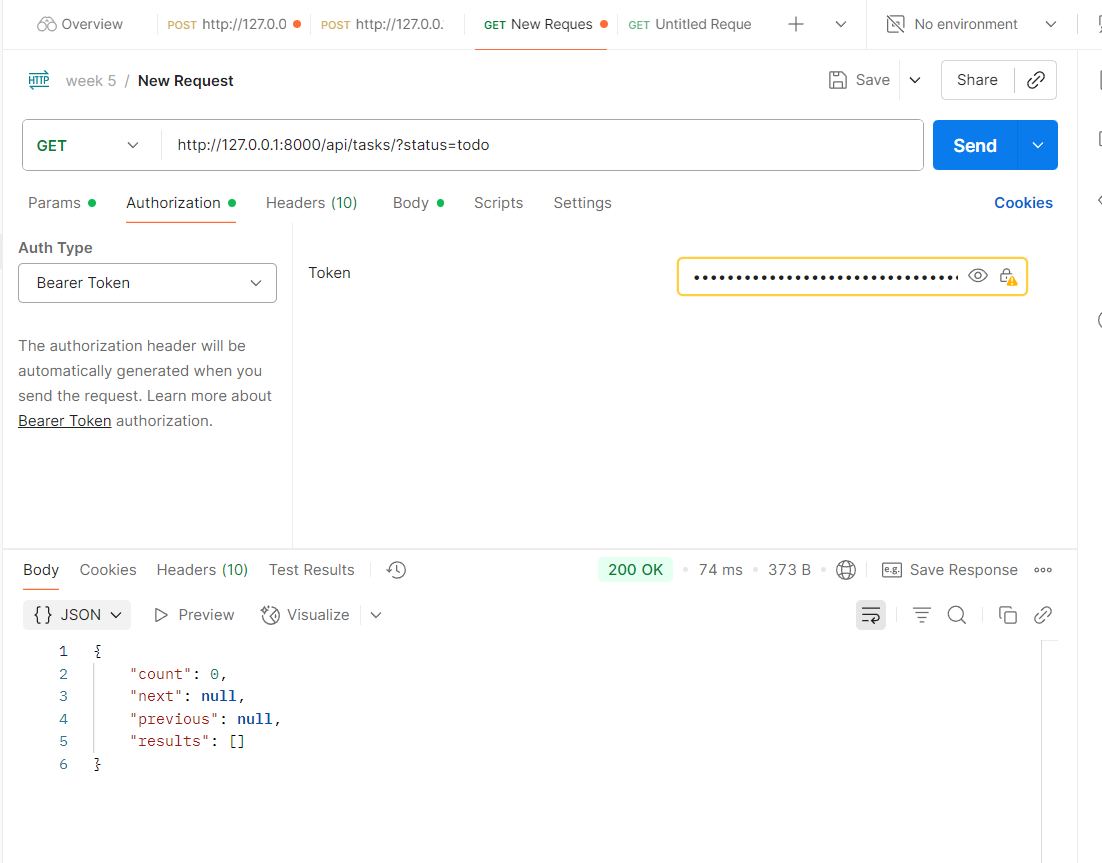 Overview POST http://127.0.0 POST http://127.0.0. GET New Reques GET Untitled Reque No environment
HTTP week 5 / New Request Save Share
GET http://127.0.0.1:8000/api/tasks/?status=todo Send
Params Authorization Headers (10) Body Scripts Settings Cookies
Auth Type
Bearer Token
Token
The authorization header will be
automatically generated when you
send the request. Learn more about
Bearer Token authorization.
Body Cookies Headers (10) Test Results 200 OK 74 ms 373 B e.g. Save Response
{} JSON Preview Visualize
1 {
2 "count": 0,
3 "next": null,
4 "previous": null,
5 "results": []
6 }